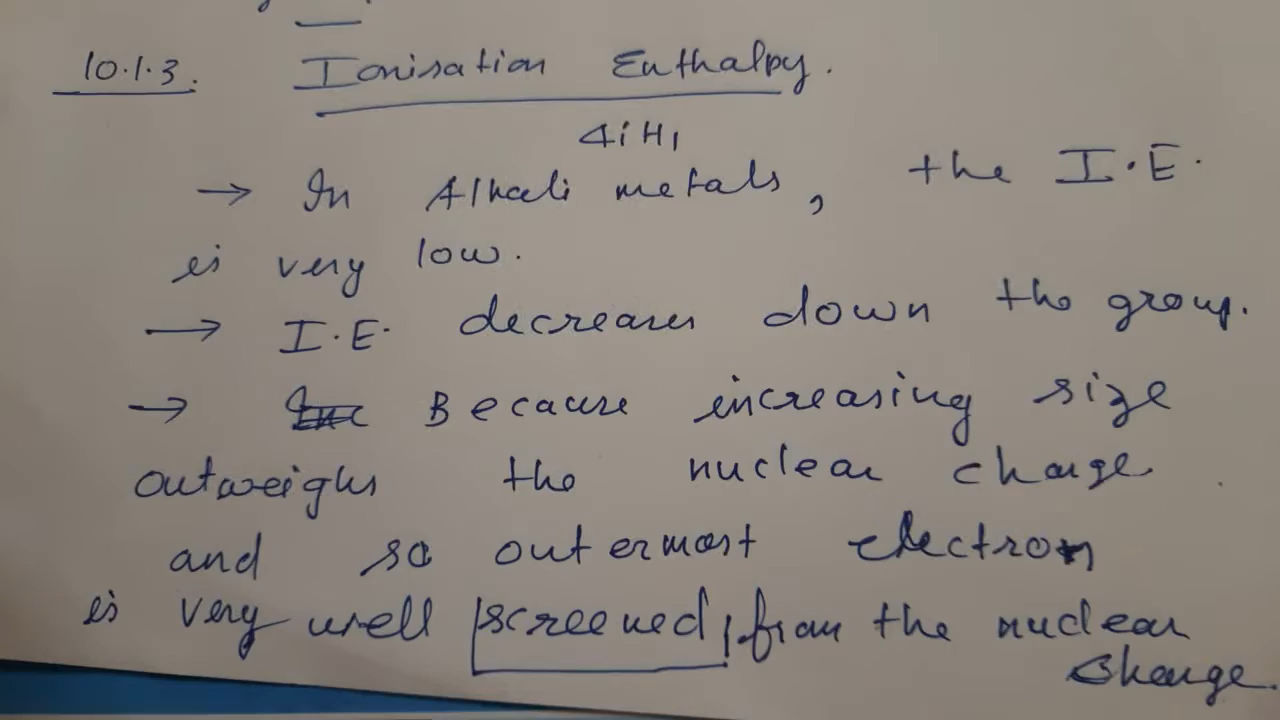 10.1.3. Ionisation Enthalpy.
ΔiH1
→ In Alkali metals, the I.E.
is very low.
→ I.E. decreases down the group.
→ Because increasing size
outweighs the nuclear charge
and so outermost electron
is very well screened from the nuclear
charge.